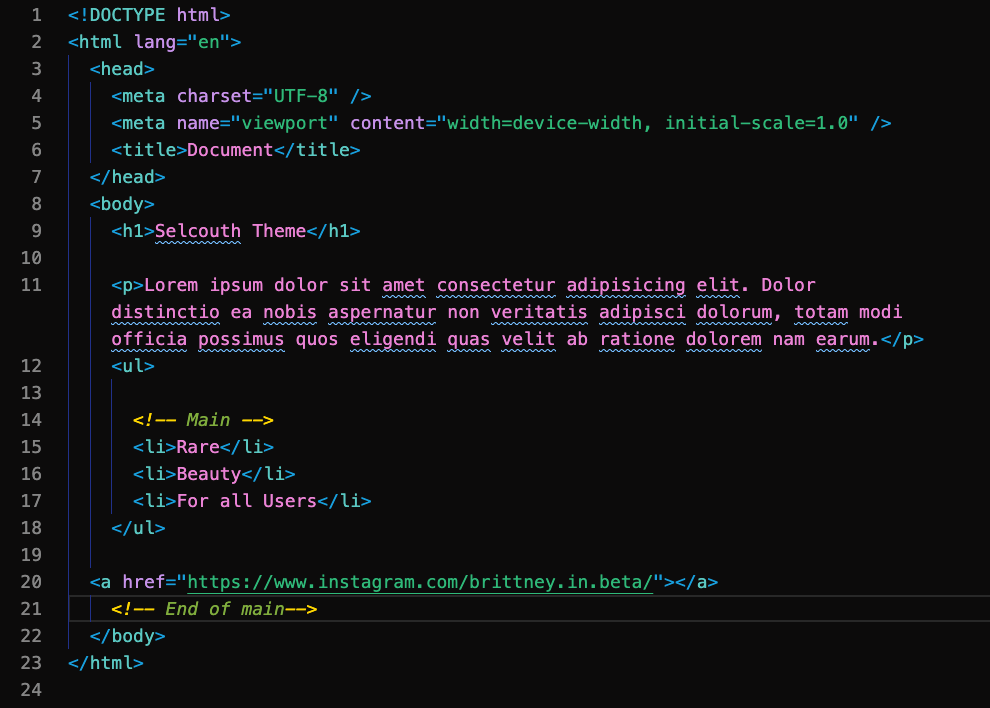 1 <!DOCTYPE html>
2 <html lang="en">
3 <head>
4 <meta charset="UTF-8" />
5 <meta name="viewport" content="width=device-width, initial-scale=1.0" />
6 <title>Document</title>
7 </head>
8 <body>
9 <h1>Selcouth Theme</h1>
10
11 <p>Lorem ipsum dolor sit amet consectetur adipisicing elit. Dolor
distinctio ea nobis aspernatur non veritatis adipisci dolorum, totam modi
officia possimus quos eligendi quas velit ab ratione dolorem nam earum.</p>
12 <ul>
13
14 <!-- Main -->
15 <li>Rare</li>
16 <li>Beauty</li>
17 <li>For all Users</li>
18 </ul>
19
20 <a href="https://www.instagram.com/brittney.in.beta/"></a>
21 <!-- End of main-->
22 </body>
23 </html>
24